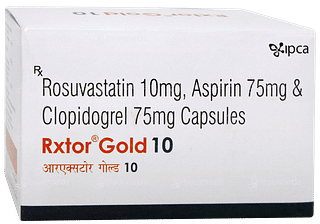 ipca
Rx
Rosuvastatin 10mg, Aspirin 75mg &
Clopidogrel 75mg Capsules
Rxtor® Gold 10
आरएक्सटोर गोल्ड 10